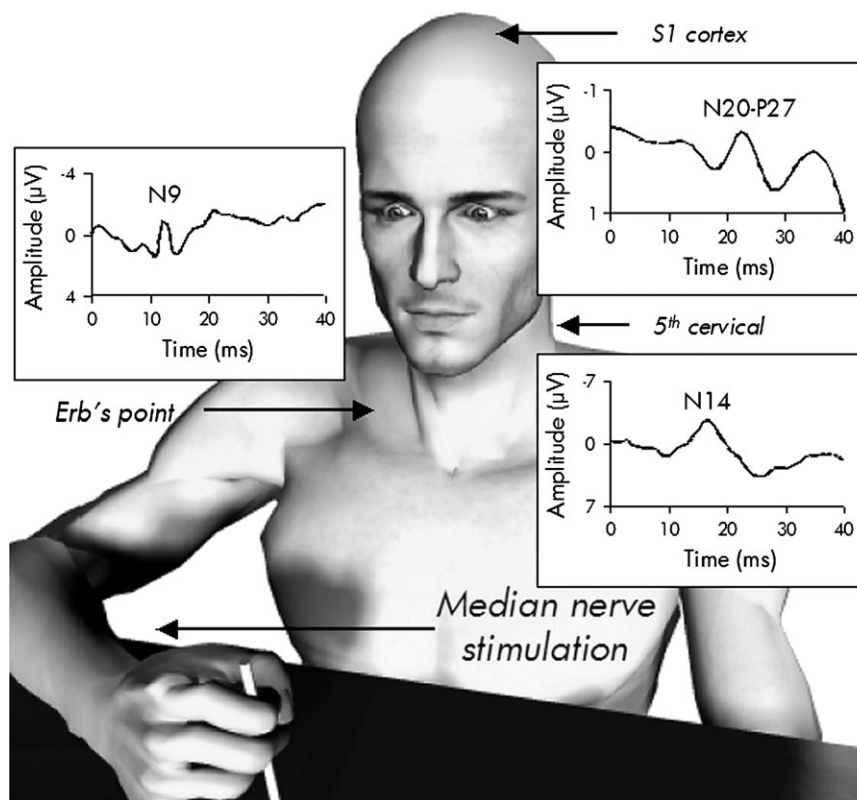 S1 cortex
-1
0
1
Amplitude (µV)
N20-P27
0 10 20 30 40
Time (ms)
-4
0
4
Amplitude (µV)
N9
0 10 20 30 40
Time (ms)
5th cervical
Erb's point
-7
0
7
Amplitude (µV)
N14
0 10 20 30 40
Time (ms)
Median nerve
stimulation